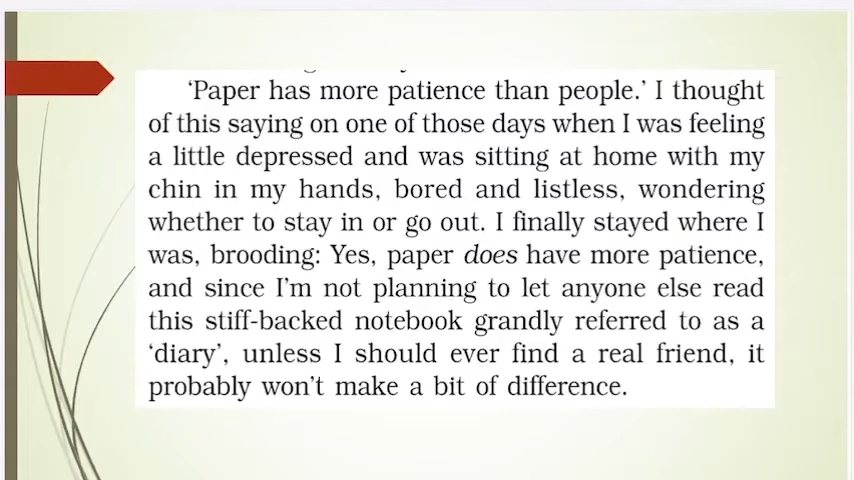 ‘Paper has more patience than people.’ I thought
of this saying on one of those days when I was feeling
a little depressed and was sitting at home with my
chin in my hands, bored and listless, wondering
whether to stay in or go out. I finally stayed where I
was, brooding: Yes, paper does have more patience,
and since I’m not planning to let anyone else read
this stiff-backed notebook grandly referred to as a
‘diary’, unless I should ever find a real friend, it
probably won’t make a bit of difference.